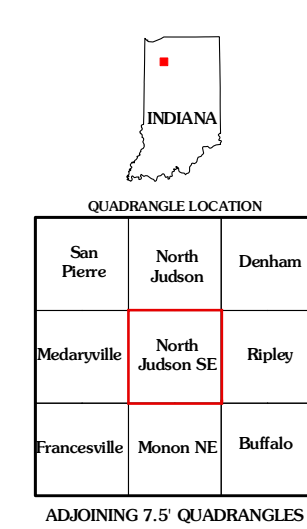 INDIANA
QUADRANGLE LOCATION
San
Pierre
North
Judson
Denham
Medaryville
North
Judson SE
Ripley
Francesville
Monon NE
Buffalo
ADJOINING 7.5' QUADRANGLES